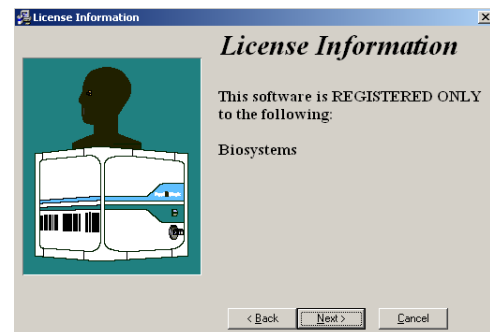 License Information
License Information
This software is REGISTERED ONLY
to the following:
Biosystems
< Back
Next >
Cancel